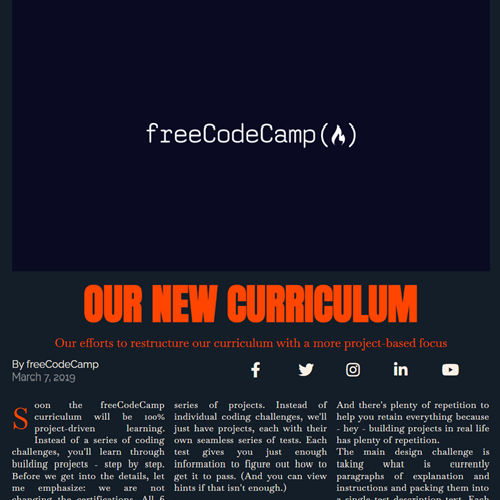 freeCodeCamp(🔥)
OUR NEW CURRICULUM
Our efforts to restructure our curriculum with a more project-based focus
By freeCodeCamp
March 7, 2019
Soon the freeCodeCamp
curriculum will be 100%
project-driven learning.
Instead of a series of coding
challenges, you'll learn through
building projects - step by step.
Before we get into the details, let
me emphasize: we are not
changing the certifications. All 6
series of projects. Instead of
individual coding challenges, we'll
just have projects, each with their
own seamless series of tests. Each
test gives you just enough
information to figure out how to
get it to pass. (And you can view
hints if that isn't enough.)
And there's plenty of repetition to
help you retain everything because
- hey - building projects in real life
has plenty of repetition.
The main design challenge is
taking what is currently
paragraphs of explanation and
instructions and packing them into
a single test description text. Each